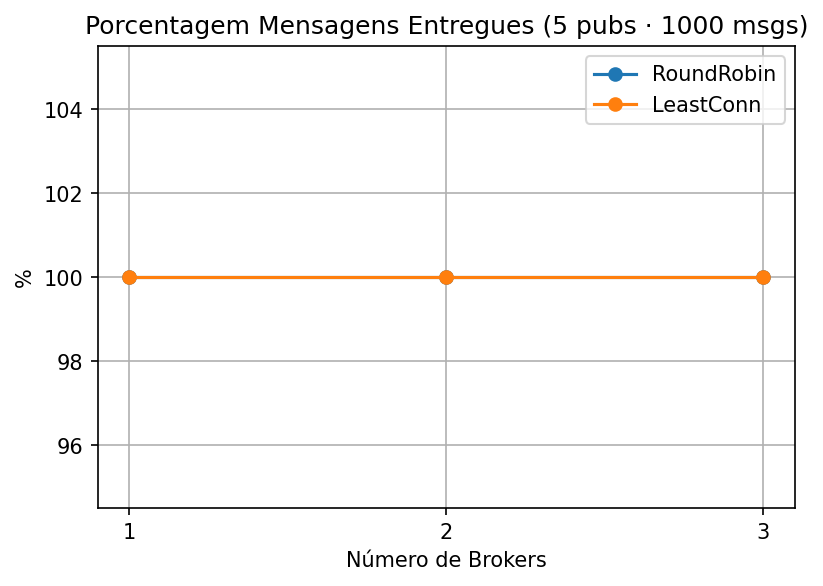 Porcentagem Mensagens Entregues (5 pubs · 1000 msgs)
RoundRobin
LeastConn
104
102
100
98
96
%
1 2 3
Número de Brokers